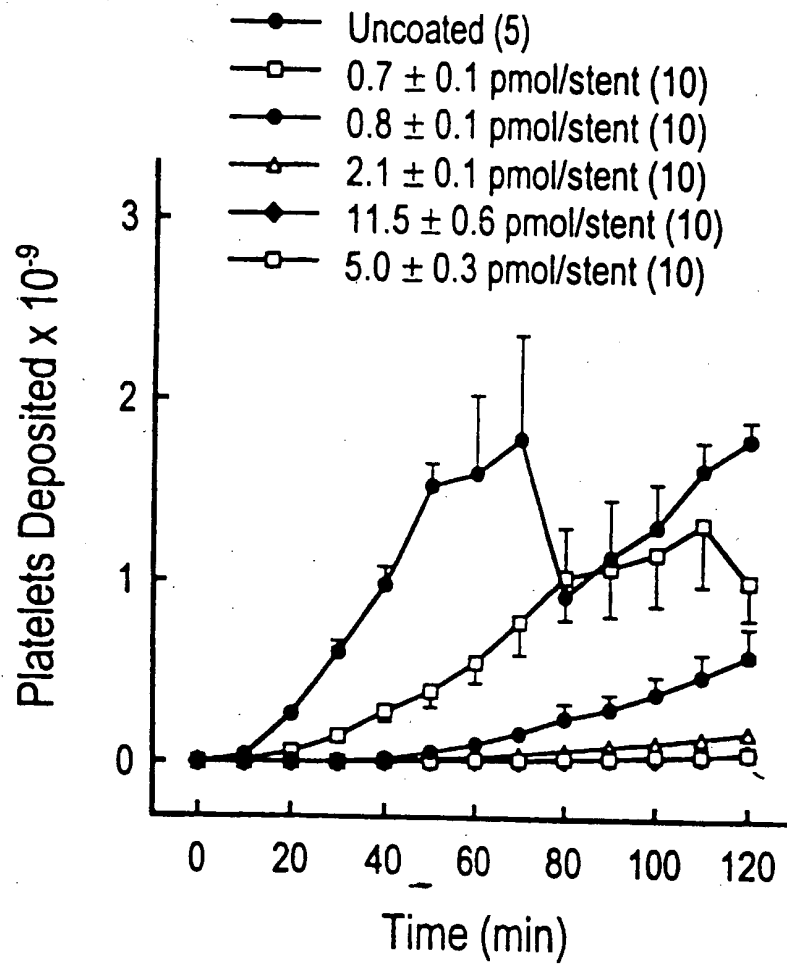 Uncoated (5)
0.7 ± 0.1 pmol/stent (10)
0.8 ± 0.1 pmol/stent (10)
2.1 ± 0.1 pmol/stent (10)
11.5 ± 0.6 pmol/stent (10)
5.0 ± 0.3 pmol/stent (10)
Platelets Deposited x 10⁻⁹
3
2
1
0
0 20 40 60 80 100 120
Time (min)